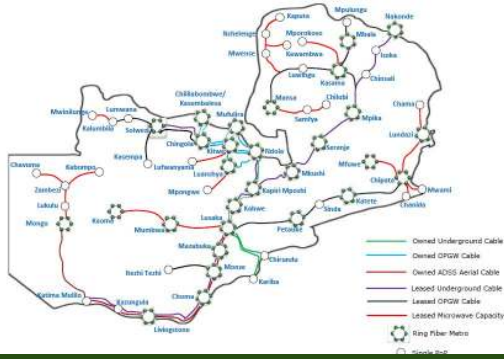 Kaputa
Mpulungu
Nakonde
Nchelenge
Mporokoso
Mbala
Mwense
Kawambwa
Isoka
Kasama
Luwingu
Chinsali
Mansa
Chilubi
Samfya
Mpika
Chama
Lundazi
Chililabombwe/
Kasumbalesa
Mufulira
Mwinilunga
Lumwana
Kalumbila
Solwezi
Chingola
Kitwe
Ndola
Serenje
Mfuwe
Kasempa
Lufwanyama
Luanshya
Mkushi
Chipata
Mwami
Chanida
Mpongwe
Kapiri Mposhi
Chavuma
Kabompo
Zambezi
Lukulu
Kabwe
Katete
Sinda
Petauke
Mongu
Kaoma
Mumbwa
Lusaka
Mazabuka
Chirundu
Itezhi Tezhi
Monze
Kariba
Choma
Katima Mulilo
Kazungula
Livingstone
Owned Underground Cable
Owned OPGW Cable
Owned ADSS Aerial Cable
Leased Underground Cable
Leased OPGW Cable
Leased Microwave Capacity
Ring Fiber Metro
Single PoP